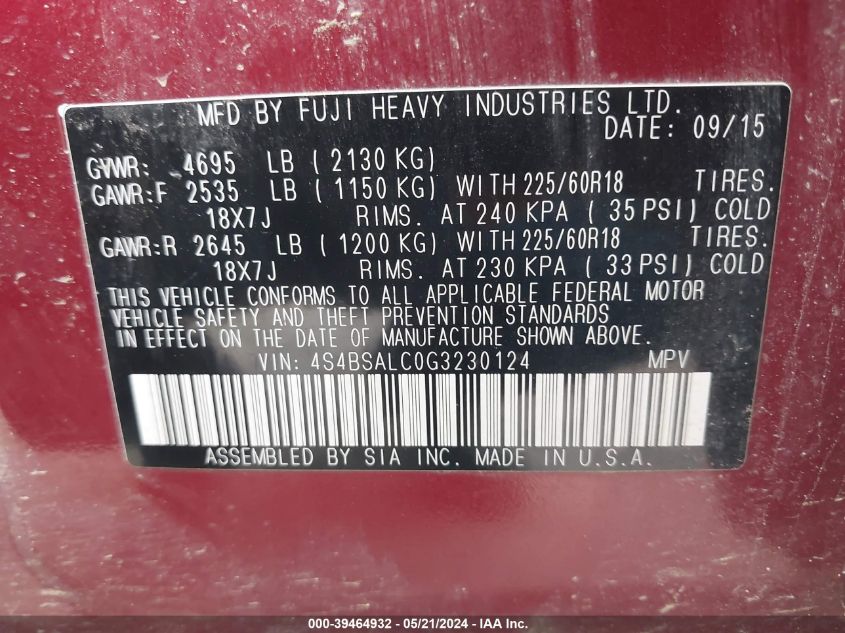 MFD BY FUJI HEAVY INDUSTRIES LTD.
DATE: 09/15
GVWR: 4695 LB ( 2130 KG)
GAWR:F 2535 LB ( 1150 KG) WITH 225/60R18 TIRES.
18X7J RIMS. AT 240 KPA ( 35 PSI) COLD
GAWR:R 2645 LB ( 1200 KG) WITH 225/60R18 TIRES.
18X7J RIMS. AT 230 KPA ( 33 PSI) COLD
THIS VEHICLE CONFORMS TO ALL APPLICABLE FEDERAL MOTOR
VEHICLE SAFETY AND THEFT PREVENTION STANDARDS
IN EFFECT ON THE DATE OF MANUFACTURE SHOWN ABOVE.
VIN: 4S4BSALC0G3230124 MPV
ASSEMBLED BY SIA INC. MADE IN U.S.A.
000-39464932 - 05/21/2024 - IAA, Inc.